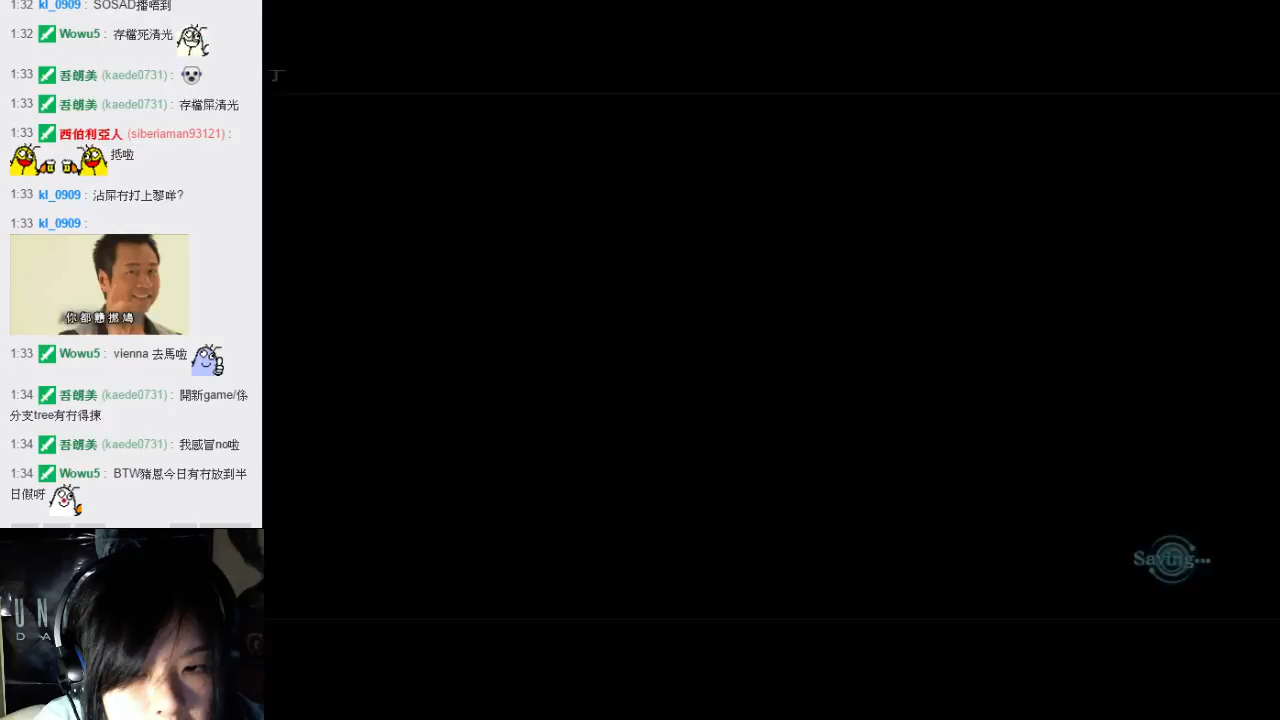 1:32 kl_0909 : SOSAD播唔到
1:32 Wowu5 : 存檔死清光
1:33 吾朗美 (kaede0731) :
1:33 吾朗美 (kaede0731) : 存檔屎清光
1:33 西伯利亞人 (siberiaman93121) :
抵啦
1:33 kl_0909 : 沾屎冇打上黎咩?
1:33 kl_0909 :
你都戇
1:33 Wowu5 : vienna 去馬啦
1:34 吾朗美 (kaede0731) : 開新game/係
分支tree有冇得揀
1:34 吾朗美 (kaede0731) : 我感冒no啦
1:34 Wowu5 : BTW豬恩今日有冇放到半
日假呀
丁
Saving...
UN
DA